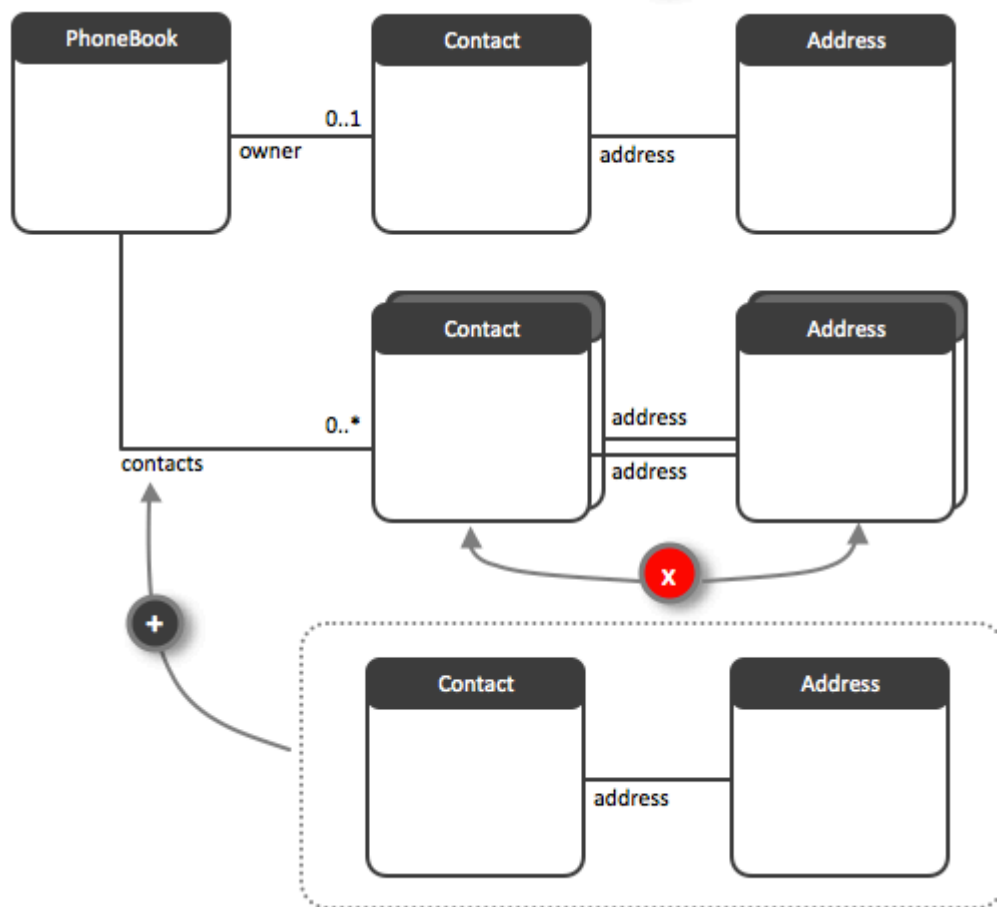 PhoneBook
Contact
Address
0..1
owner
address
Contact
Address
0..*
contacts
address
address
x
+
Contact
Address
address